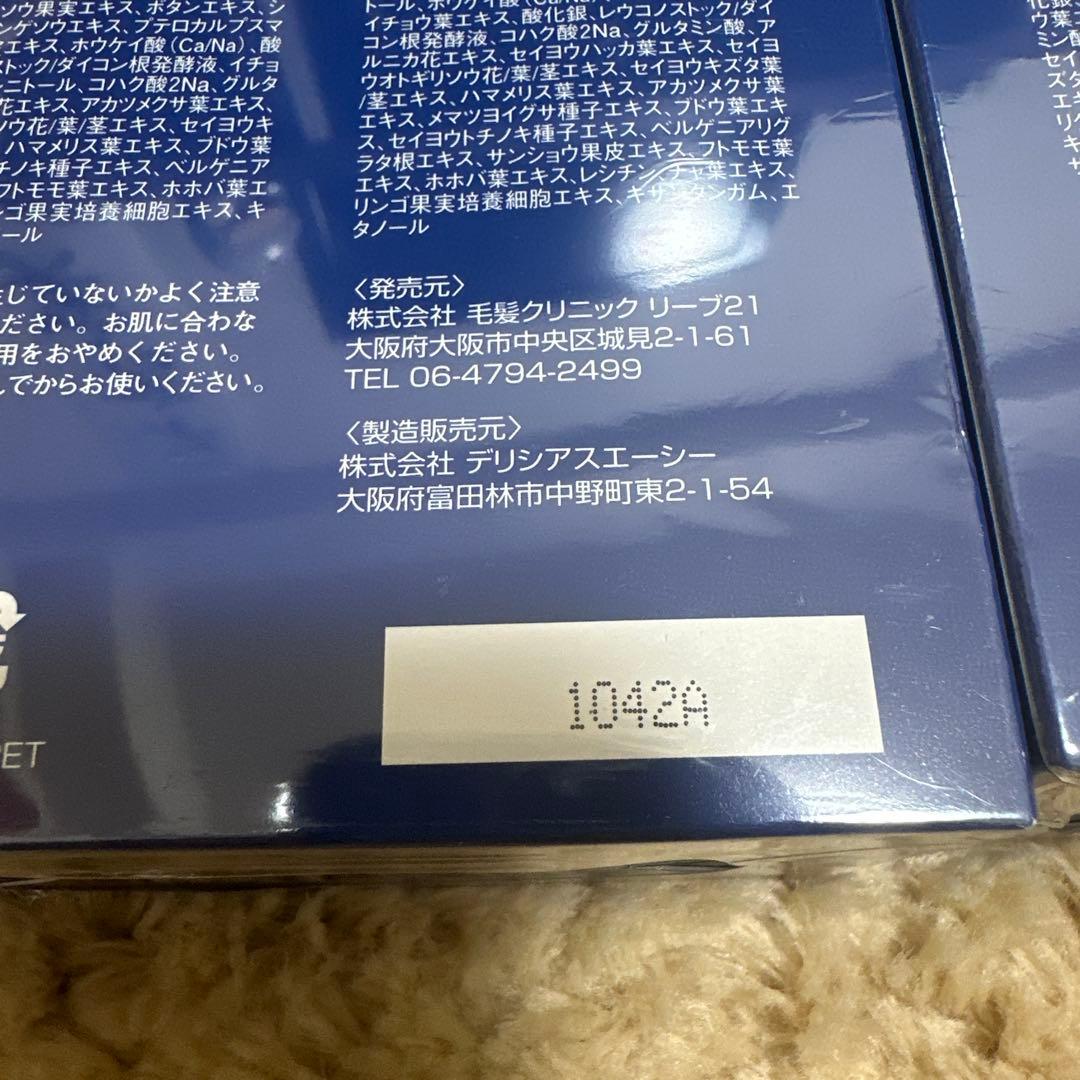 ソウ果実エキス、ボタンエキス、シ
ンゲソウエキス、プテロカルプスマ
エキス、ホウケイ酸(Ca/Na)、酸
ストック/ダイコン根発酵液、イチョ
ニトール、コハク酸2Na、グルタ
花エキス、アカツメクサ葉エキス、
ソウ花/葉/茎エキス、セイヨウキ
ハマメリス葉エキス、ブドウ葉
チノキ種子エキス、ベルゲニア
フトモモ葉エキス、ホホバ葉エ
ンゴ果実培養細胞エキス、キ
ール
生じていないかよく注意
ださい。お肌に合わな
用をおやめください。
してからお使いください。
PET
トール、ホウケイ酸(Ca/Na)
イチョウ葉エキス、酸化銀、レウコノストック/ダイ
コン根発酵液、コハク酸2Na、グルタミン酸、ア
ルニカ花エキス、セイヨウハッカ葉エキス、セイヨ
ウオトギリソウ花/葉/茎エキス、セイヨウキズタ葉
/茎エキス、ハマメリス葉エキス、アカツメクサ葉エ
キス、メマツヨイグサ種子エキス、ブドウ葉エキ
ス、セイヨウトチノキ種子エキス、ベルゲニアリグ
ラタ根エキス、サンショウ果皮エキス、フトモモ葉
エキス、ホホバ葉エキス、レシチン、チャ葉エキス、
リンゴ果実培養細胞エキス、キサンタンガム、エ
タノール
〈発売元〉
株式会社 毛髪クリニック リーブ21
大阪府大阪市中央区城見2-1-61
TEL 06-4794-2499
〈製造販売元〉
株式会社 デリシアスエーシー
大阪府富田林市中野町東2-1-54
1042A